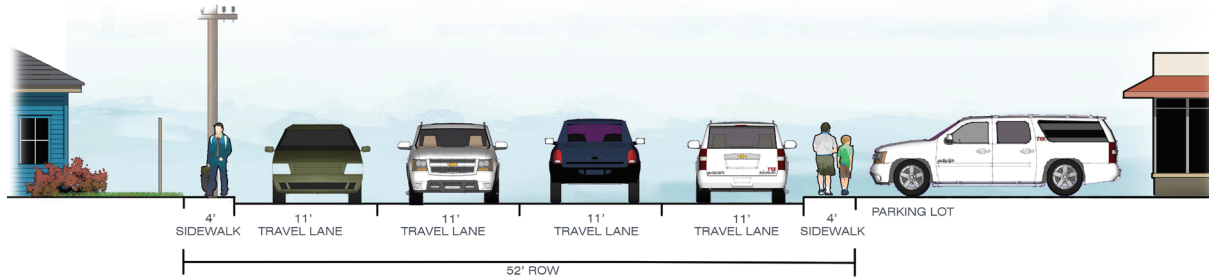 4'
SIDEWALK
11'
TRAVEL LANE
11'
TRAVEL LANE
11'
TRAVEL LANE
11'
TRAVEL LANE
4'
SIDEWALK
PARKING LOT
52' ROW